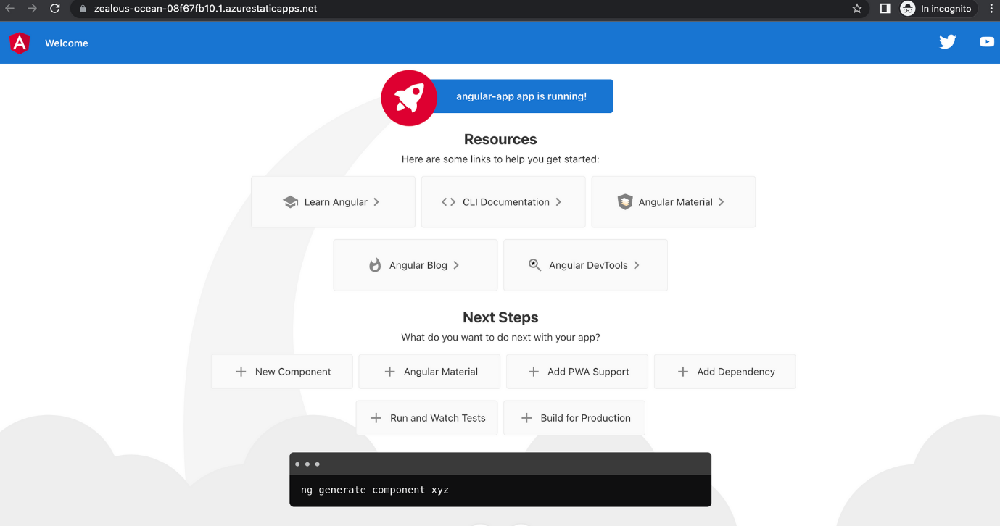 zealous-ocean-08f67fb10.1.azurestaticapps.net
In incognito
A
Welcome
angular-app app is running!
Resources
Here are some links to help you get started:
Learn Angular
CLI Documentation
Angular Material
Angular Blog
Angular DevTools
Next Steps
What do you want to do next with your app?
New Component
Angular Material
Add PWA Support
Add Dependency
Run and Watch Tests
Build for Production
ng generate component xyz